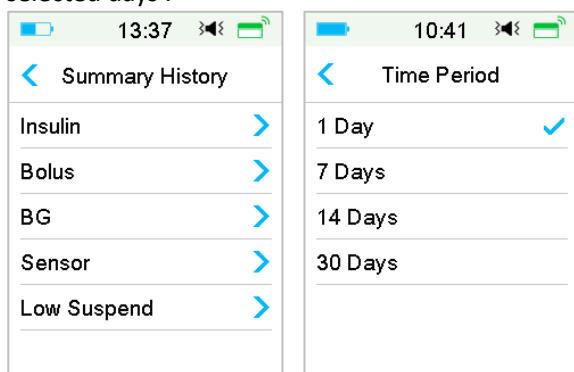 selected days .
13:37
Summary History
Insulin
Bolus
BG
Sensor
Low Suspend
10:41
Time Period
1 Day
7 Days
14 Days
30 Days